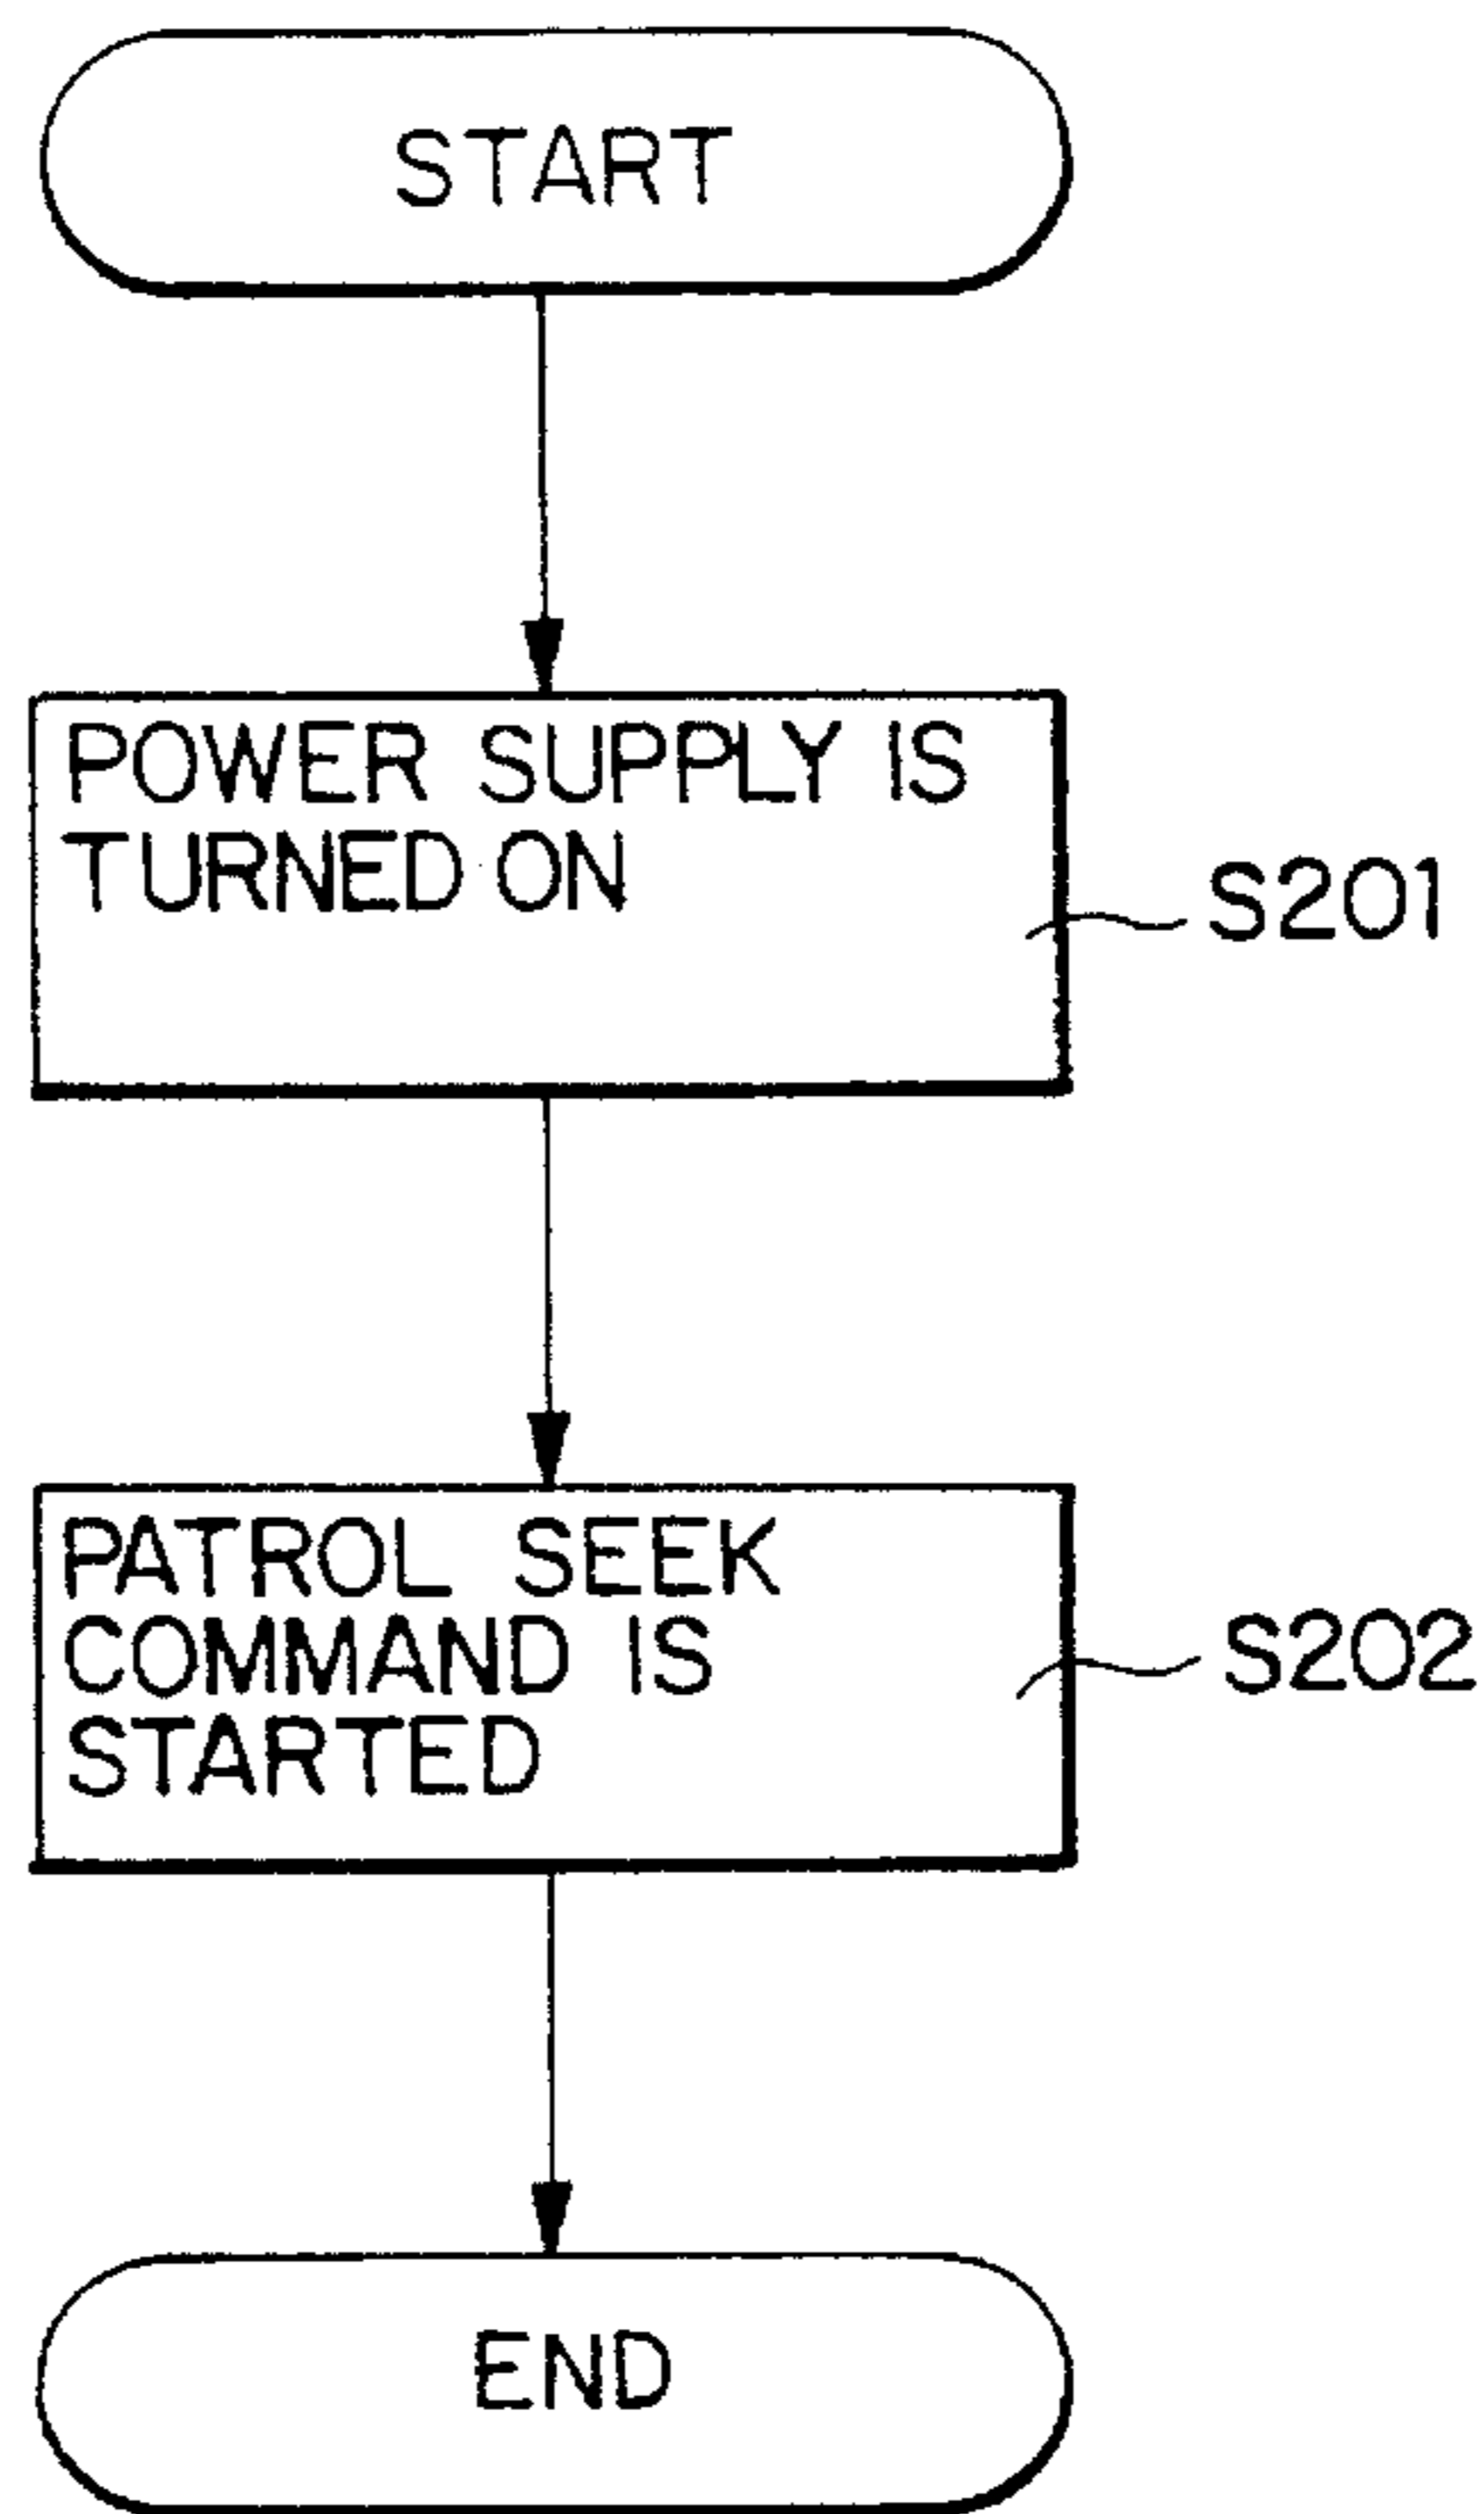 START
POWER SUPPLY IS
TURNED ON
S201
PATROL SEEK
COMMAND IS
STARTED
S202
END